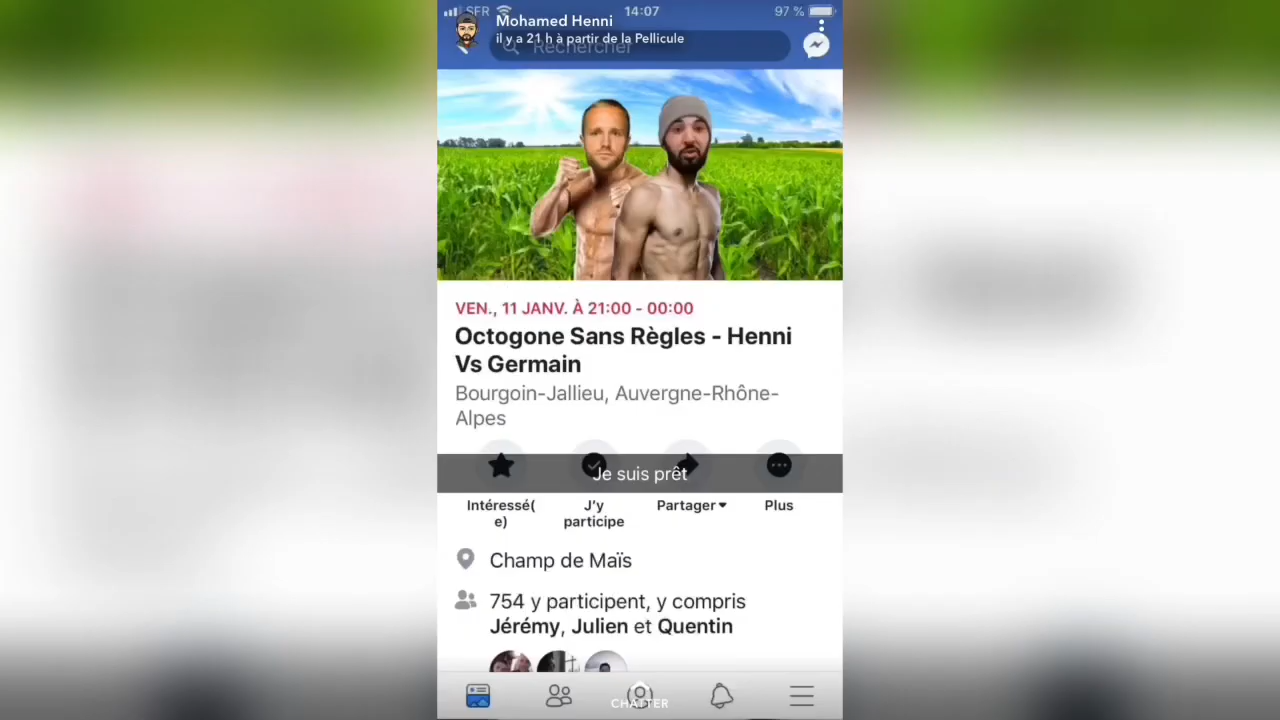 SFR 14:07 97 %
Mohamed Henni
il y a 21 h à partir de la Pellicule
Rechercher
VEN., 11 JANV. À 21:00 - 00:00
Octogone Sans Règles - Henni
Vs Germain
Bourgoin-Jallieu, Auvergne-Rhône-
Alpes
Je suis prêt
Intéressé(
e)
J'y
participe
Partager
Plus
Champ de Maïs
754 y participent, y compris
Jérémy, Julien et Quentin
CHATTER